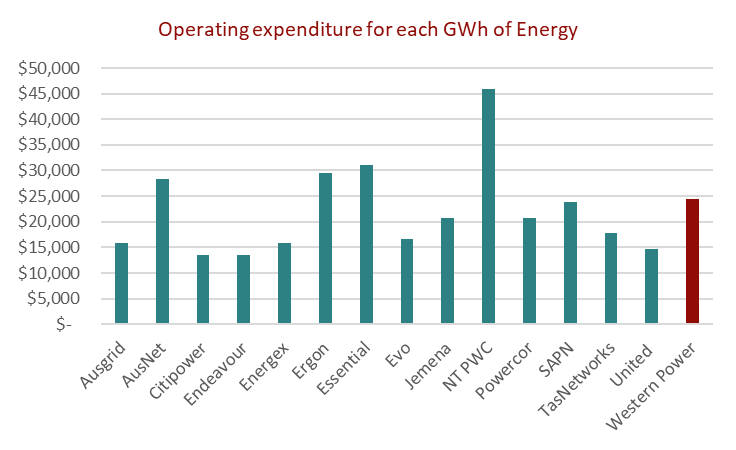 Operating expenditure for each GWh of Energy
$50,000
$45,000
$40,000
$35,000
$30,000
$25,000
$20,000
$15,000
$10,000
$5,000
$-
Ausgrid
AusNet
Citipower
Endeavour
Energex
Ergon
Essential
Evo
Jemena
NT PWC
Powercor
SAPN
TasNetworks
United
Western Power